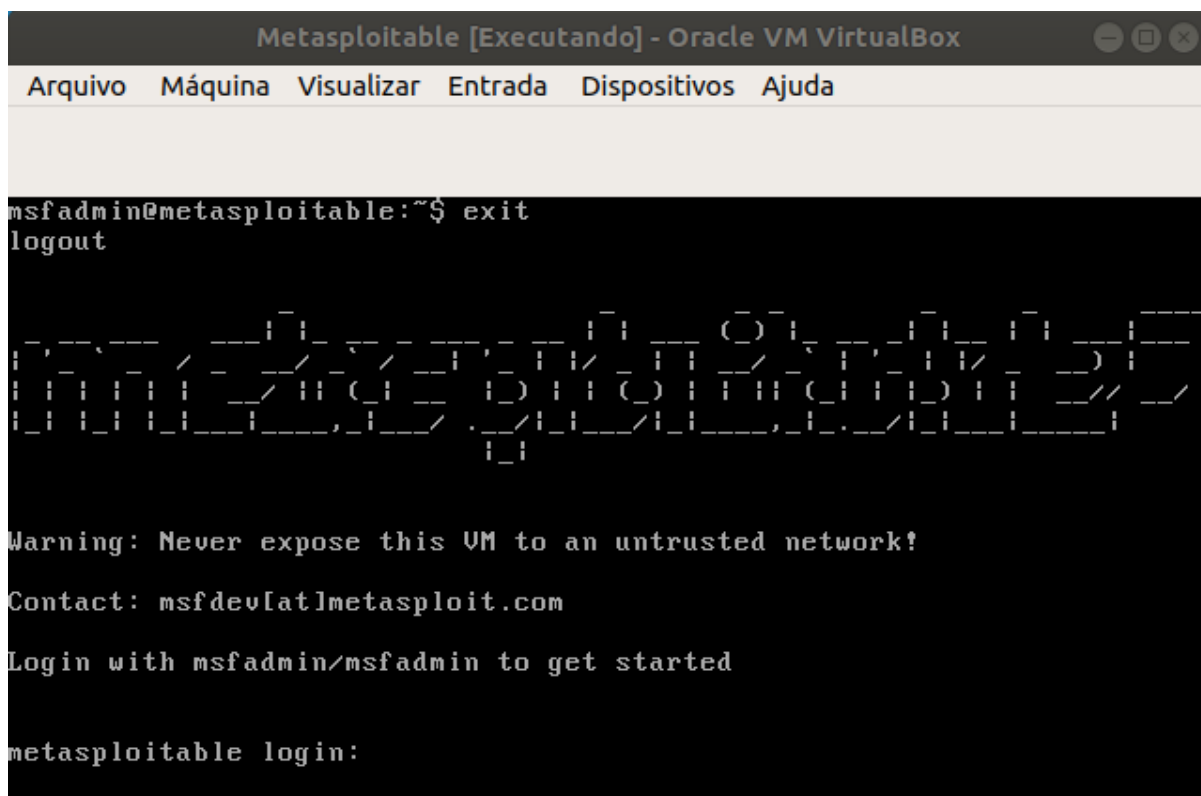 Metasploitable [Executando] - Oracle VM VirtualBox
Arquivo Máquina Visualizar Entrada Dispositivos Ajuda
msfadmin@metasploitable:~$ exit
logout
metasploitable2
Warning: Never expose this VM to an untrusted network!
Contact: msfdev[at]metasploit.com
Login with msfadmin/msfadmin to get started
metasploitable login: